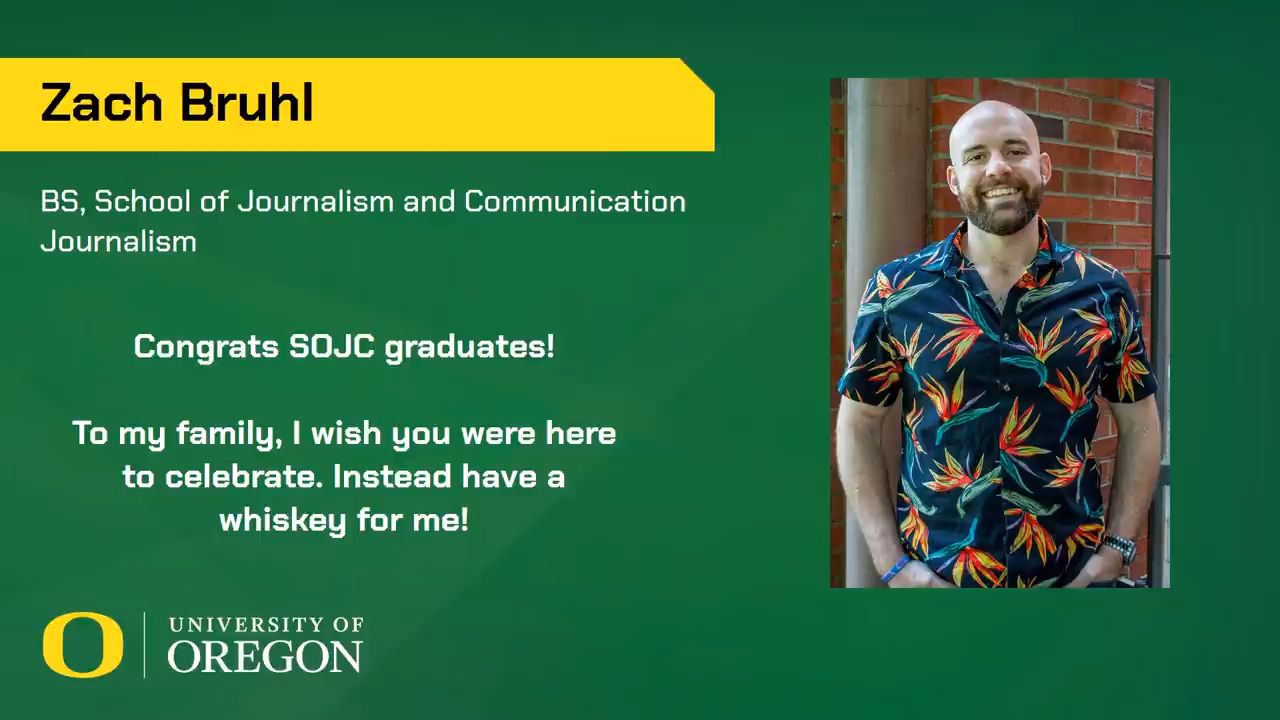 Zach Bruhl
BS, School of Journalism and Communication
Journalism
Congrats SOJC graduates!
To my family, I wish you were here
to celebrate. Instead have a
whiskey for me!
O
UNIVERSITY OF
OREGON